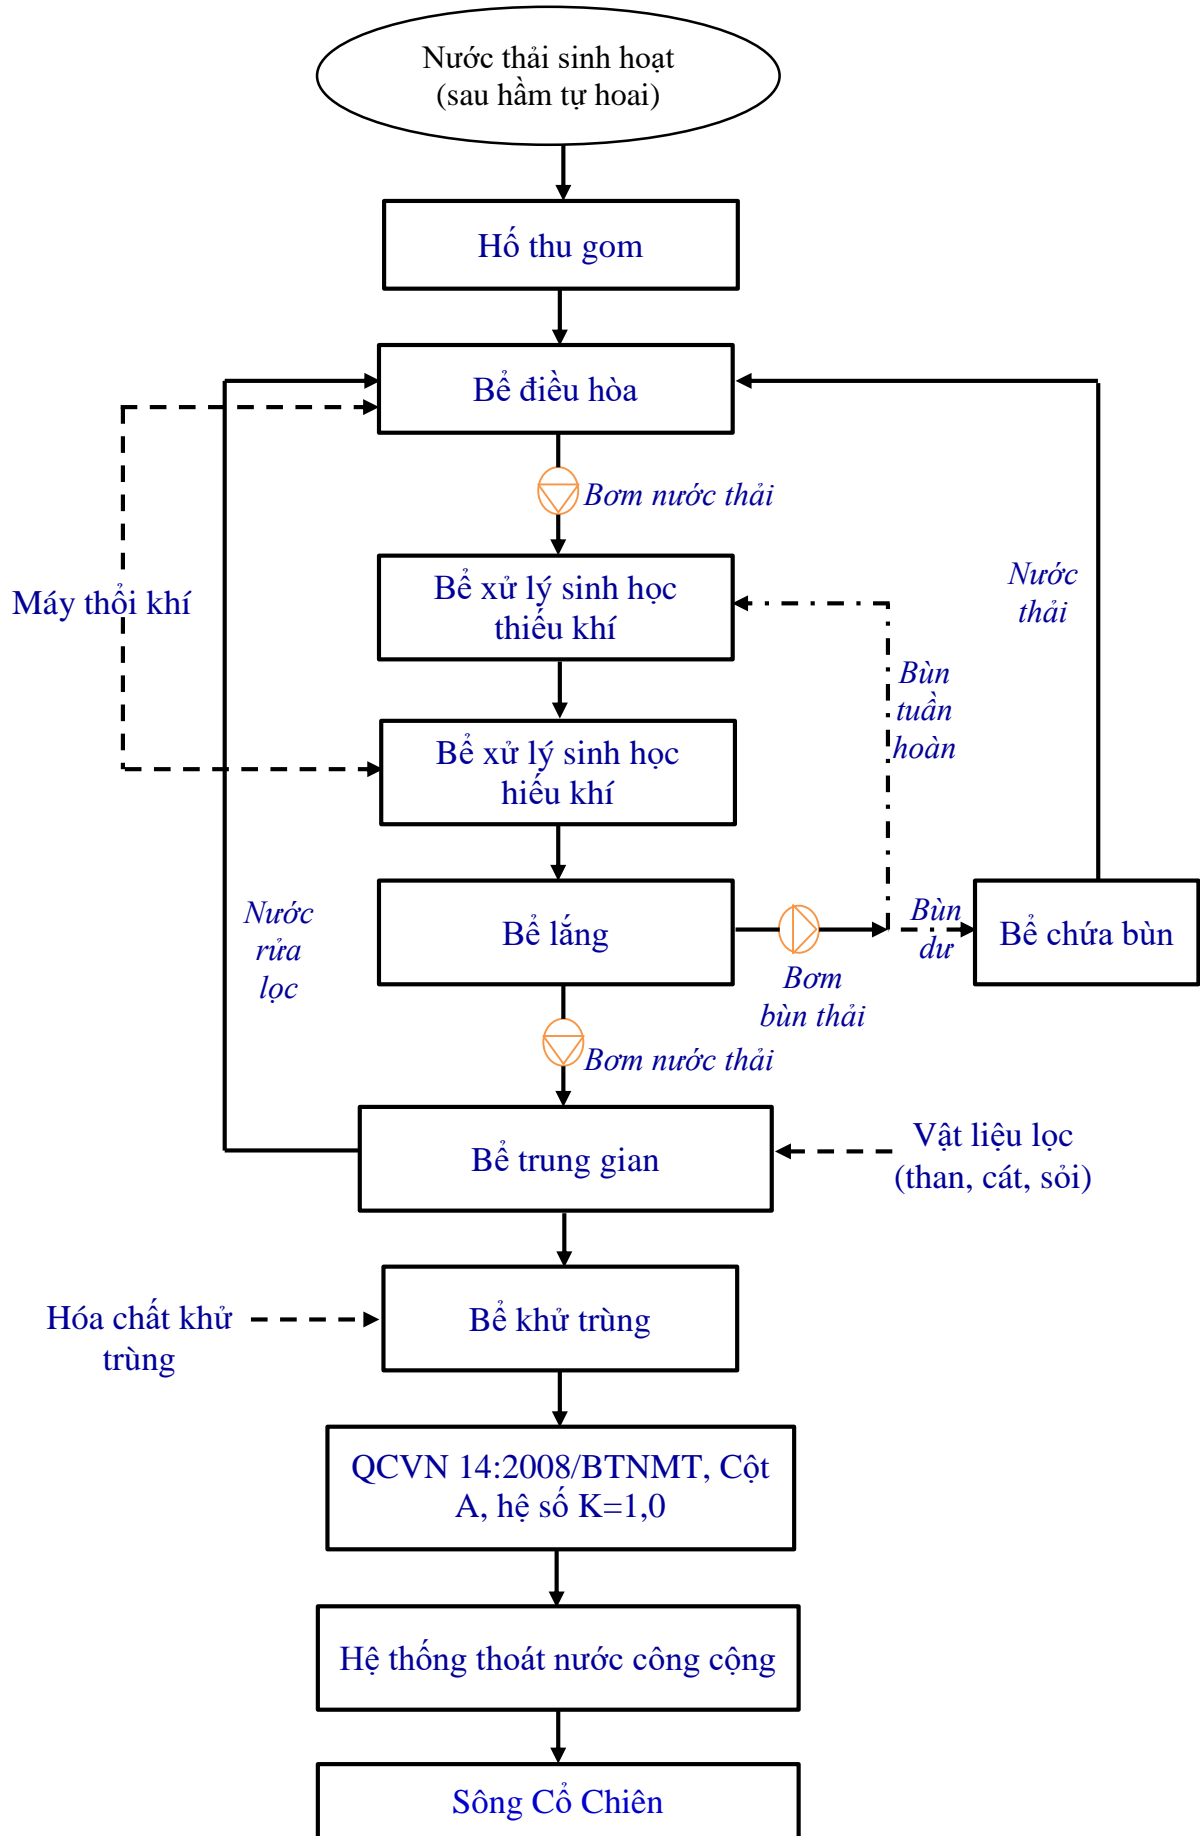 Nước thải sinh hoạt
(sau hầm tự hoai)
Hố thu gom
Bể điều hòa
Bơm nước thải
Máy thổi khí
Bể xử lý sinh học
thiếu khí
Nước
thải
Bùn
tuần
hoàn
Bể xử lý sinh học
hiếu khí
Nước
rửa
lọc
Bể lắng
Bơm
bùn thải
Bùn
dư
Bể chứa bùn
Bơm nước thải
Bể trung gian
Vật liệu lọc
(than, cát, sỏi)
Hóa chất khử
trùng
Bể khử trùng
QCVN 14:2008/BTNMT, Cột
A, hệ số K=1,0
Hệ thống thoát nước công cộng
Sông Cổ Chiên